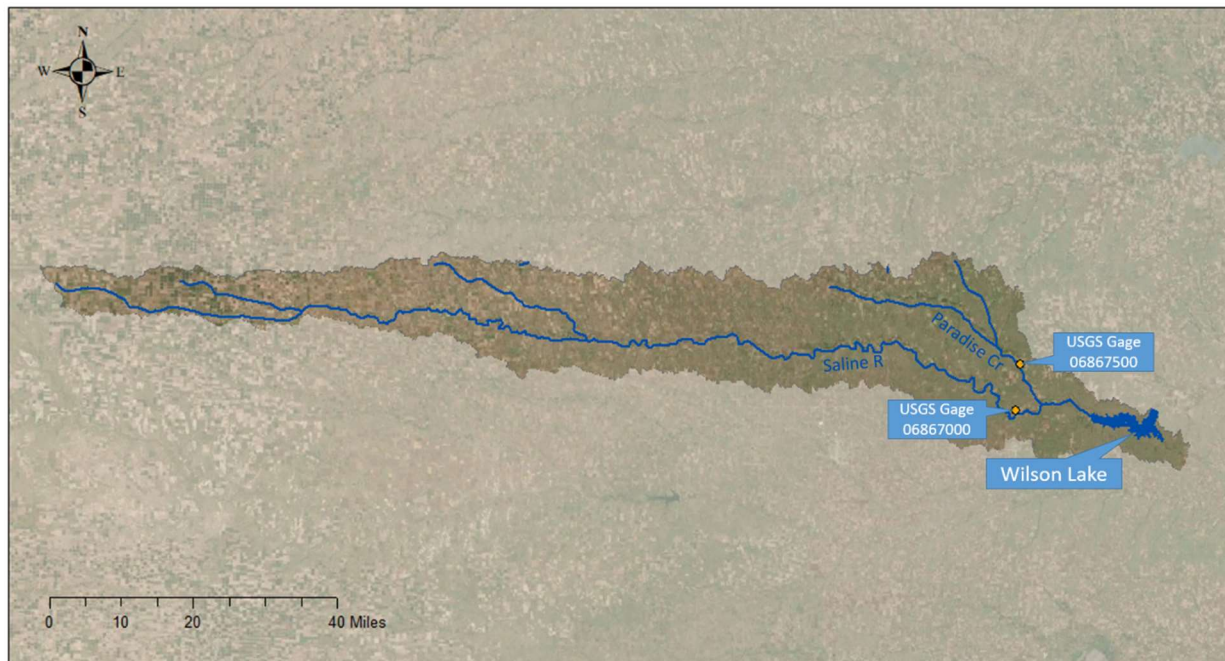 N
W E
S
Paradise Cr
USGS Gage
06867500
Saline R
USGS Gage
06867000
Wilson Lake
0 10 20 40 Miles